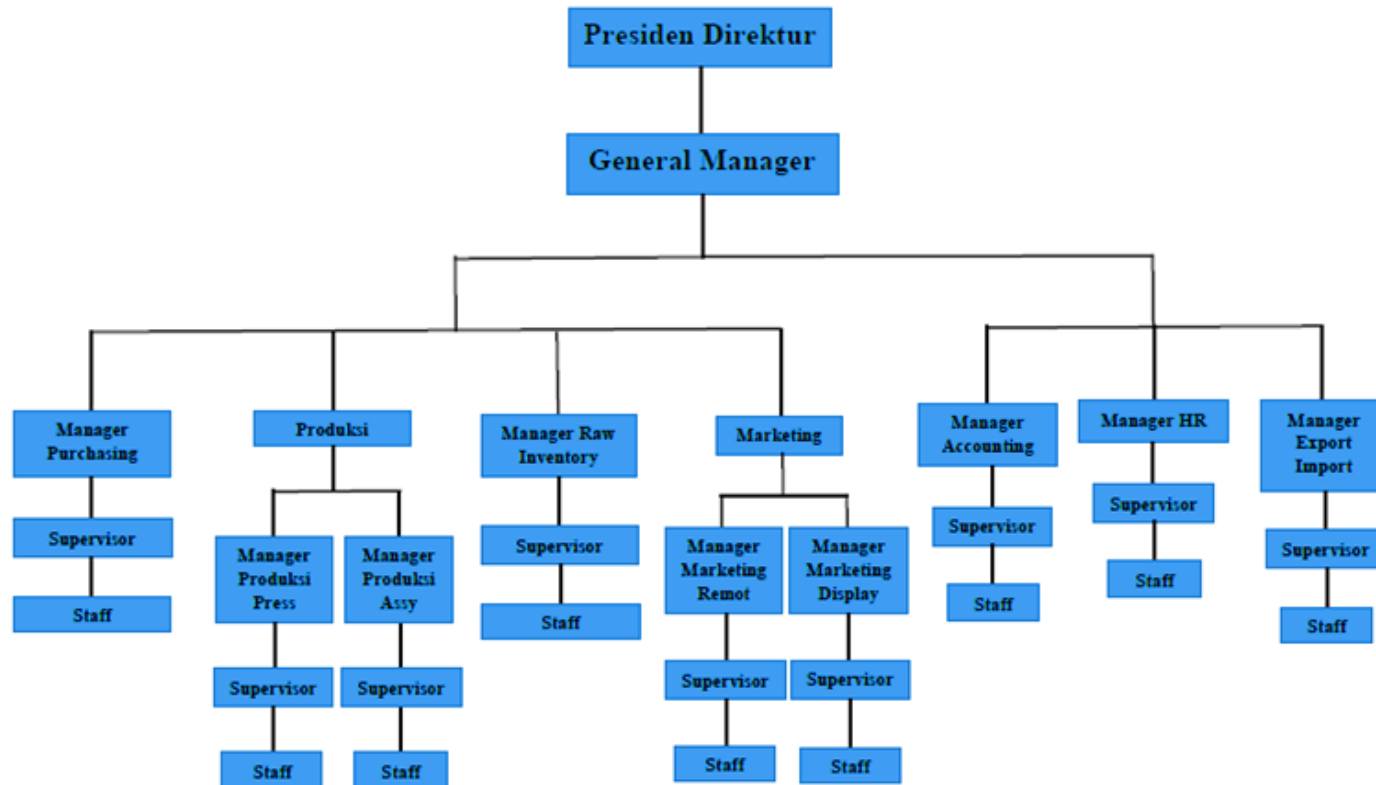 Presiden Direktur
General Manager
Manager
Purchasing
Supervisor
Staff
Produksi
Manager
Produksi
Press
Supervisor
Staff
Manager
Produksi
Assy
Supervisor
Staff
Manager Raw
Inventory
Supervisor
Staff
Marketing
Manager
Marketing
Remot
Supervisor
Staff
Manager
Marketing
Display
Supervisor
Staff
Manager
Accounting
Supervisor
Staff
Manager HR
Supervisor
Staff
Manager
Export
Import
Supervisor
Staff